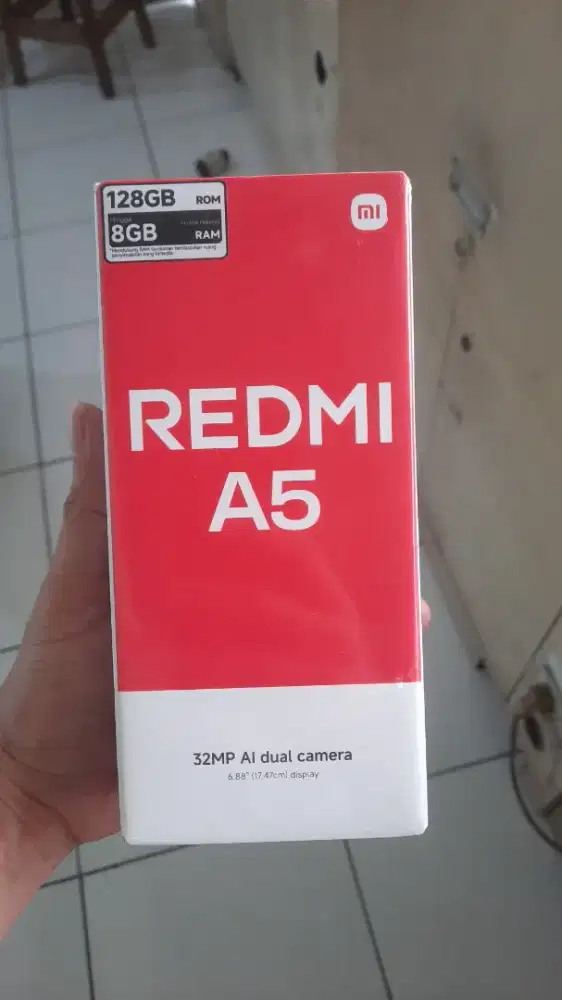 128GB ROM
8GB RAM
mi
REDMI
A5
32MP AI dual camera
6.88" (17.47cm) display